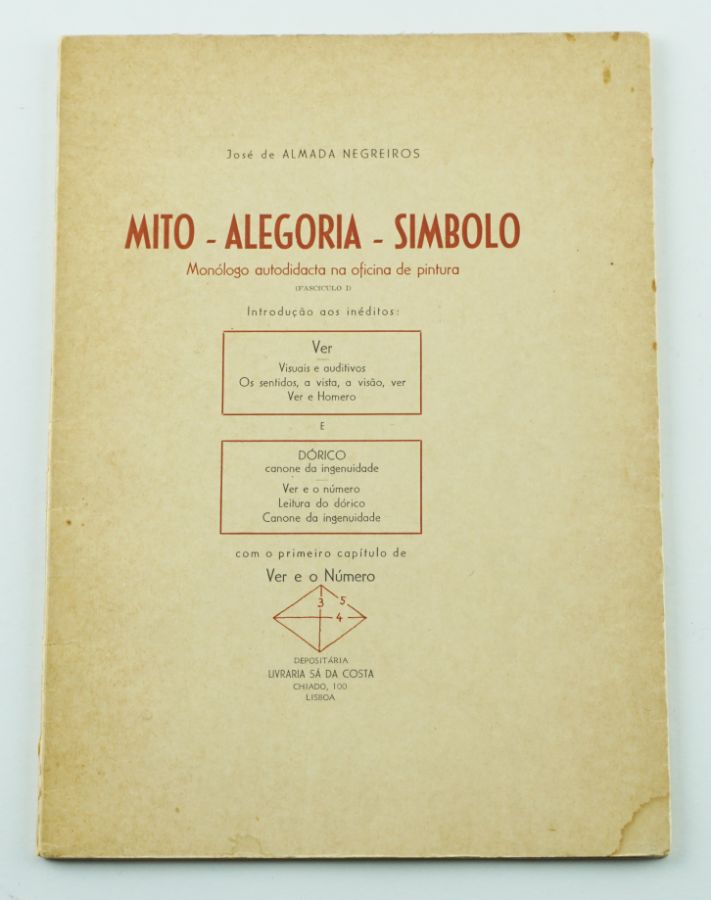 José de ALMADA NEGREIROS
MITO - ALEGORIA - SIMBOLO
Monólogo autodidacta na oficina de pintura
(FASCICULO I)
Introdução aos inéditos:
Ver
Visuais e auditivos
Os sentidos, a vista, a visão, ver
Ver e Homero
E
DÓRICO
canone da ingenuidade
Ver e o número
Leitura do dórico
Canone da ingenuidade
com o primeiro capítulo de
Ver e o Número
3 5
4
DEPOSITÁRIA
LIVRARIA SÁ DA COSTA
CHIADO, 100
LISBOA